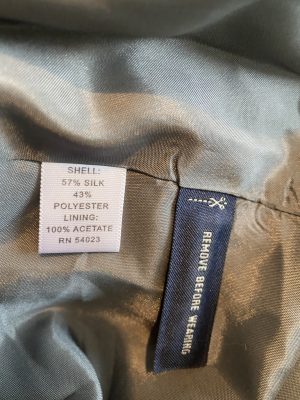 SHELL:
57% SILK
43%
POLYESTER
LINING:
100% ACETATE
RN 54023
REMOVE BEFORE WEARING